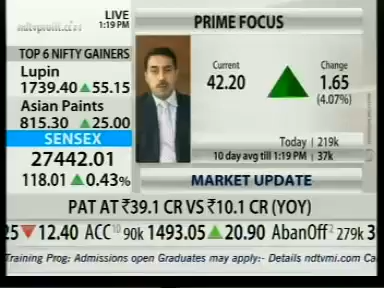 ndtvprofit.com
LIVE
1:19 PM
TOP 6 NIFTY GAINERS
Lupin
1739.40 ▲ 55.15
Asian Paints
815.30 ▲ 25.00
SENSEX
27442.01
118.01 ▲ 0.43%
PRIME FOCUS
Current
42.20
Change
1.65
(4.07%)
Today | 219k
10 day avg till 1:19 PM | 37k
MARKET UPDATE
PAT AT ₹39.1 CR VS ₹10.1 CR (YOY)
25 ▼ 12.40 ACC 90k 1493.05 ▲ 20.90 AbanOff 279k 3
Training Prog: Admissions open Graduates may apply:- Details ndtvmi.com Ca